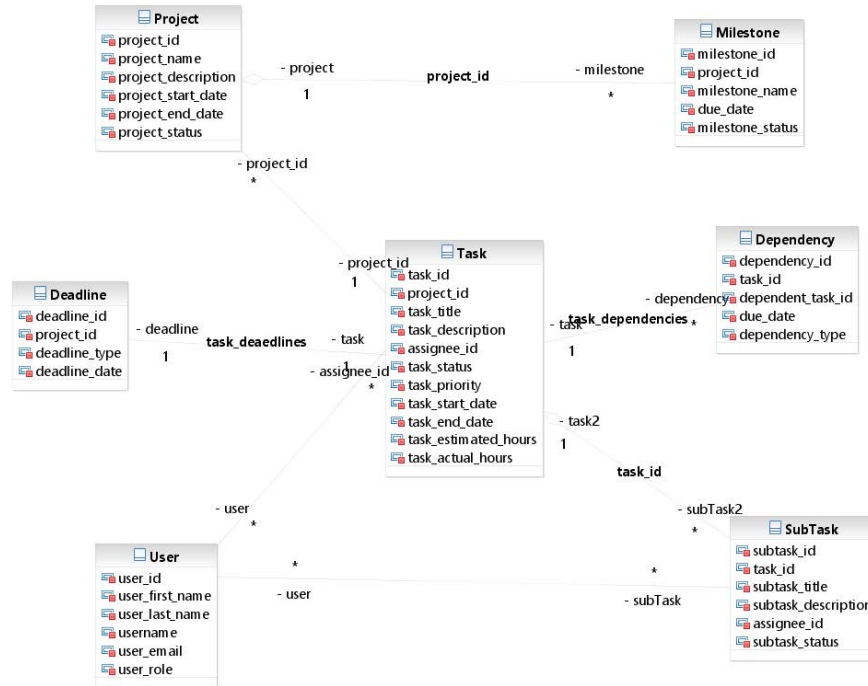 Project
project_id
project_name
project_description
project_start_date
project_end_date
project_status
- project
1
project_id
- milestone
*
Milestone
milestone_id
project_id
milestone_name
due_date
milestone_status
- project_id
*
- project_id
1
Deadline
deadline_id
project_id
deadline_type
deadline_date
- deadline
1
task_deaedlines
- task
1
Task
task_id
project_id
task_title
task_description
assignee_id
task_status
task_priority
task_start_date
task_end_date
task_estimated_hours
task_actual_hours
- task
1
task_dependencies
- dependency
*
Dependency
dependency_id
task_id
dependent_task_id
due_date
dependency_type
- assignee_id
*
- user
*
- task2
1
task_id
- subTask2
*
User
user_id
user_first_name
user_last_name
username
user_email
user_role
*
- user
*
- subTask
SubTask
subtask_id
task_id
subtask_title
subtask_description
assignee_id
subtask_status